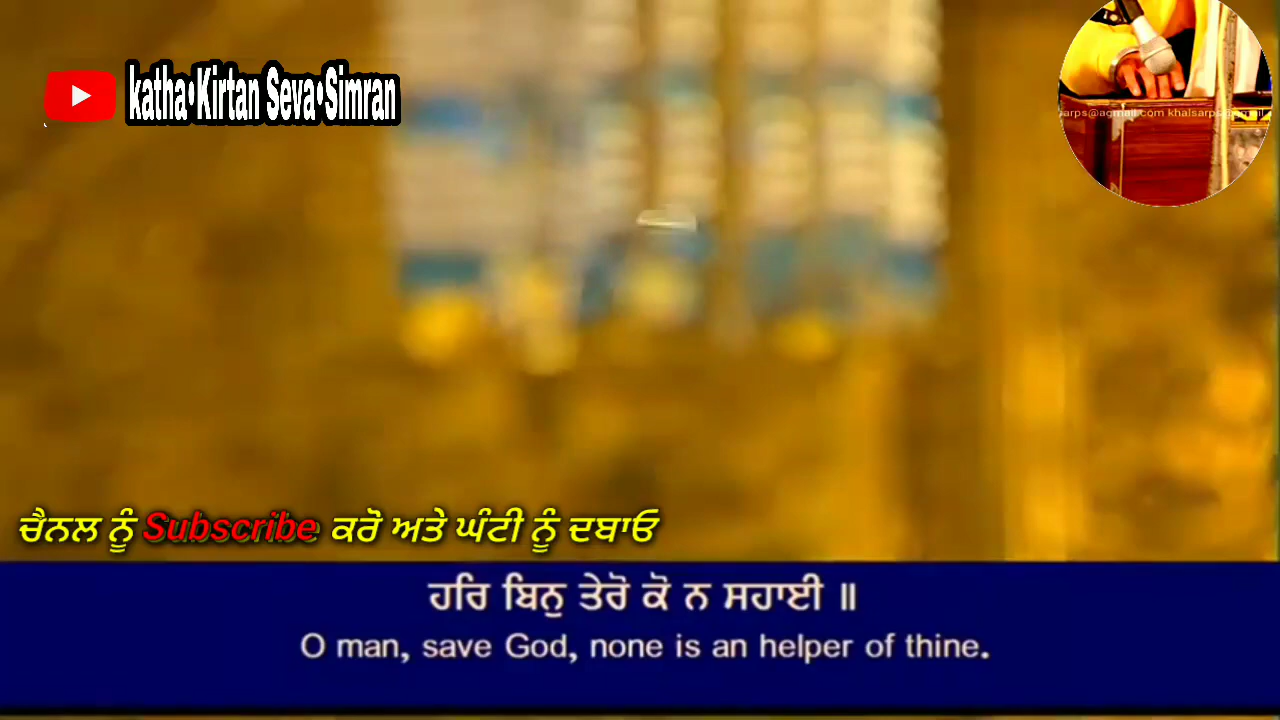 katha•Kirtan Seva•Simran
ਚੈਨਲ ਨੂੰ Subscribe ਕਰੋ ਅਤੇ ਘੰਟੀ ਨੂੰ ਦਬਾਓ
ਹਰਿ ਬਿਨੁ ਤੇਰੋ ਕੋ ਨ ਸਹਾਈ ॥
O man, save God, none is an helper of thine.